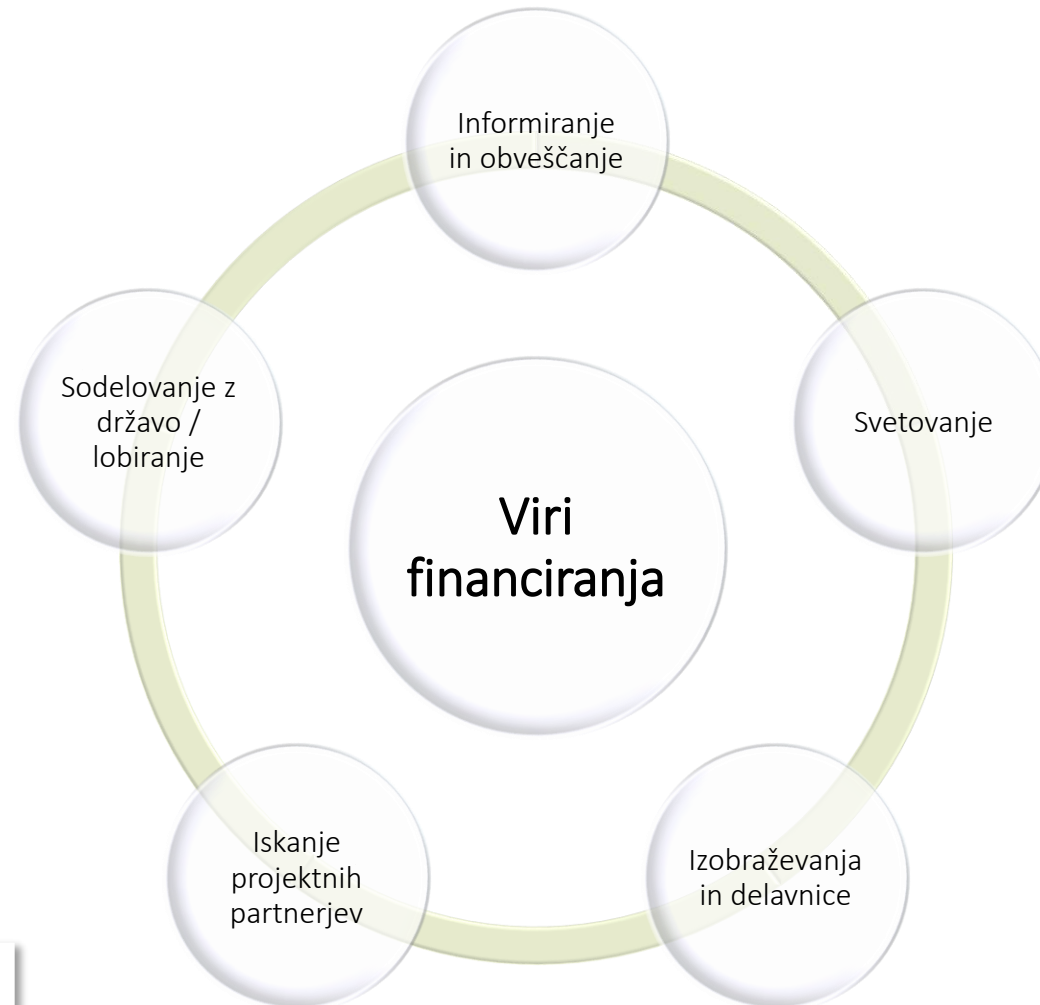 Informiranje
in obveščanje
Sodelovanje z
državo /
lobiranje
Svetovanje
Viri
financiranja
Iskanje
projektnih
partnerjev
Izobraževanja
in delavnice